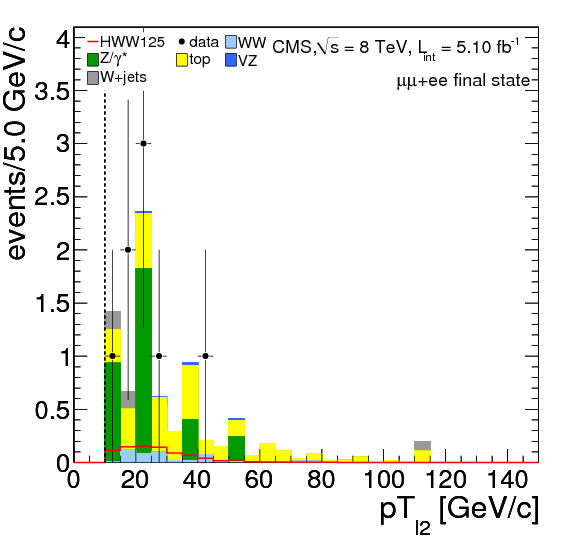 HWW125 data WW CMS,√s = 8 TeV, L_int = 5.10 fb⁻¹
Z/γ* top VZ
W+jets μμ+ee final state
events/5.0 GeV/c
4
3.5
3
2.5
2
1.5
1
0.5
0
0 20 40 60 80 100 120 140
pT_l2 [GeV/c]